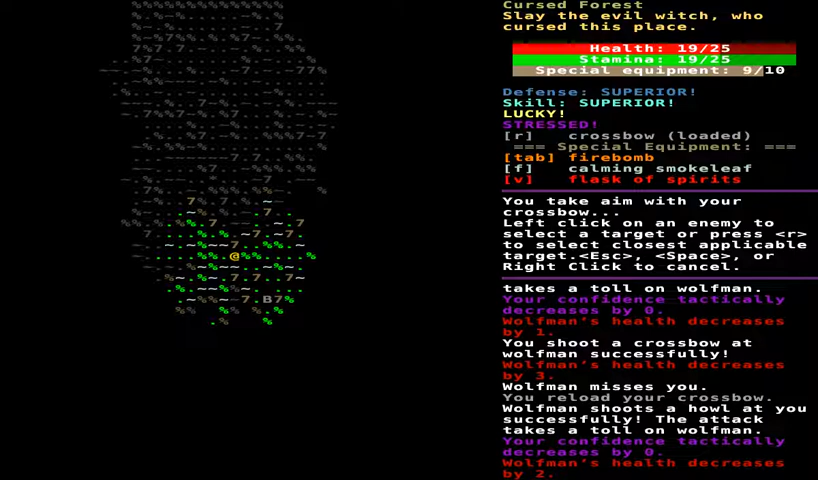 Cursed Forest
Slay the evil witch, who
cursed this place.
Health: 19/25
Stamina: 19/25
Special equipment: 9/10
Defense: SUPERIOR!
Skill: SUPERIOR!
LUCKY!
STRESSED!
[r] crossbow (loaded)
=== Special Equipment: ===
[tab] firebomb
[f] calming smokeleaf
[v] flask of spirits
You take aim with your
crossbow...
Left click on an enemy to
select a target or press <r>
to select closest applicable
target.<Esc>, <Space>, or
Right Click to cancel.
takes a toll on wolfman.
Your confidence tactically
decreases by 0.
Wolfman's health decreases
by 1.
You shoot a crossbow at
wolfman successfully!
Wolfman's health decreases
by 3.
Wolfman misses you.
You reload your crossbow.
Wolfman shoots a howl at you
successfully! The attack
takes a toll on wolfman.
Your confidence tactically
decreases by 0.
Wolfman's health decreases
by 2.